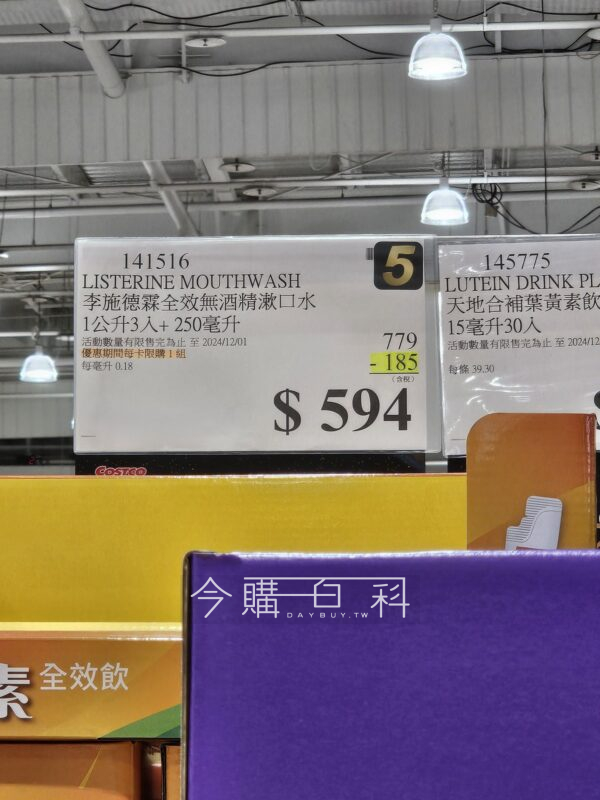 141516
5
LISTERINE MOUTHWASH
李施德霖全效無酒精漱口水
1公升3入+ 250毫升
活動數量有限售完為止 至 2024/12/01
優惠期間每卡限購 1 組
每毫升 0.18
779
- 185
(含稅)
$ 594
COSTCO
145775
LUTEIN DRINK PL
天地合補葉黃素飲
15毫升30入
活動數量有限售完為止 至 2024/12
每條 39.30
今購百科
DAYBUY.TW
素 全效飲